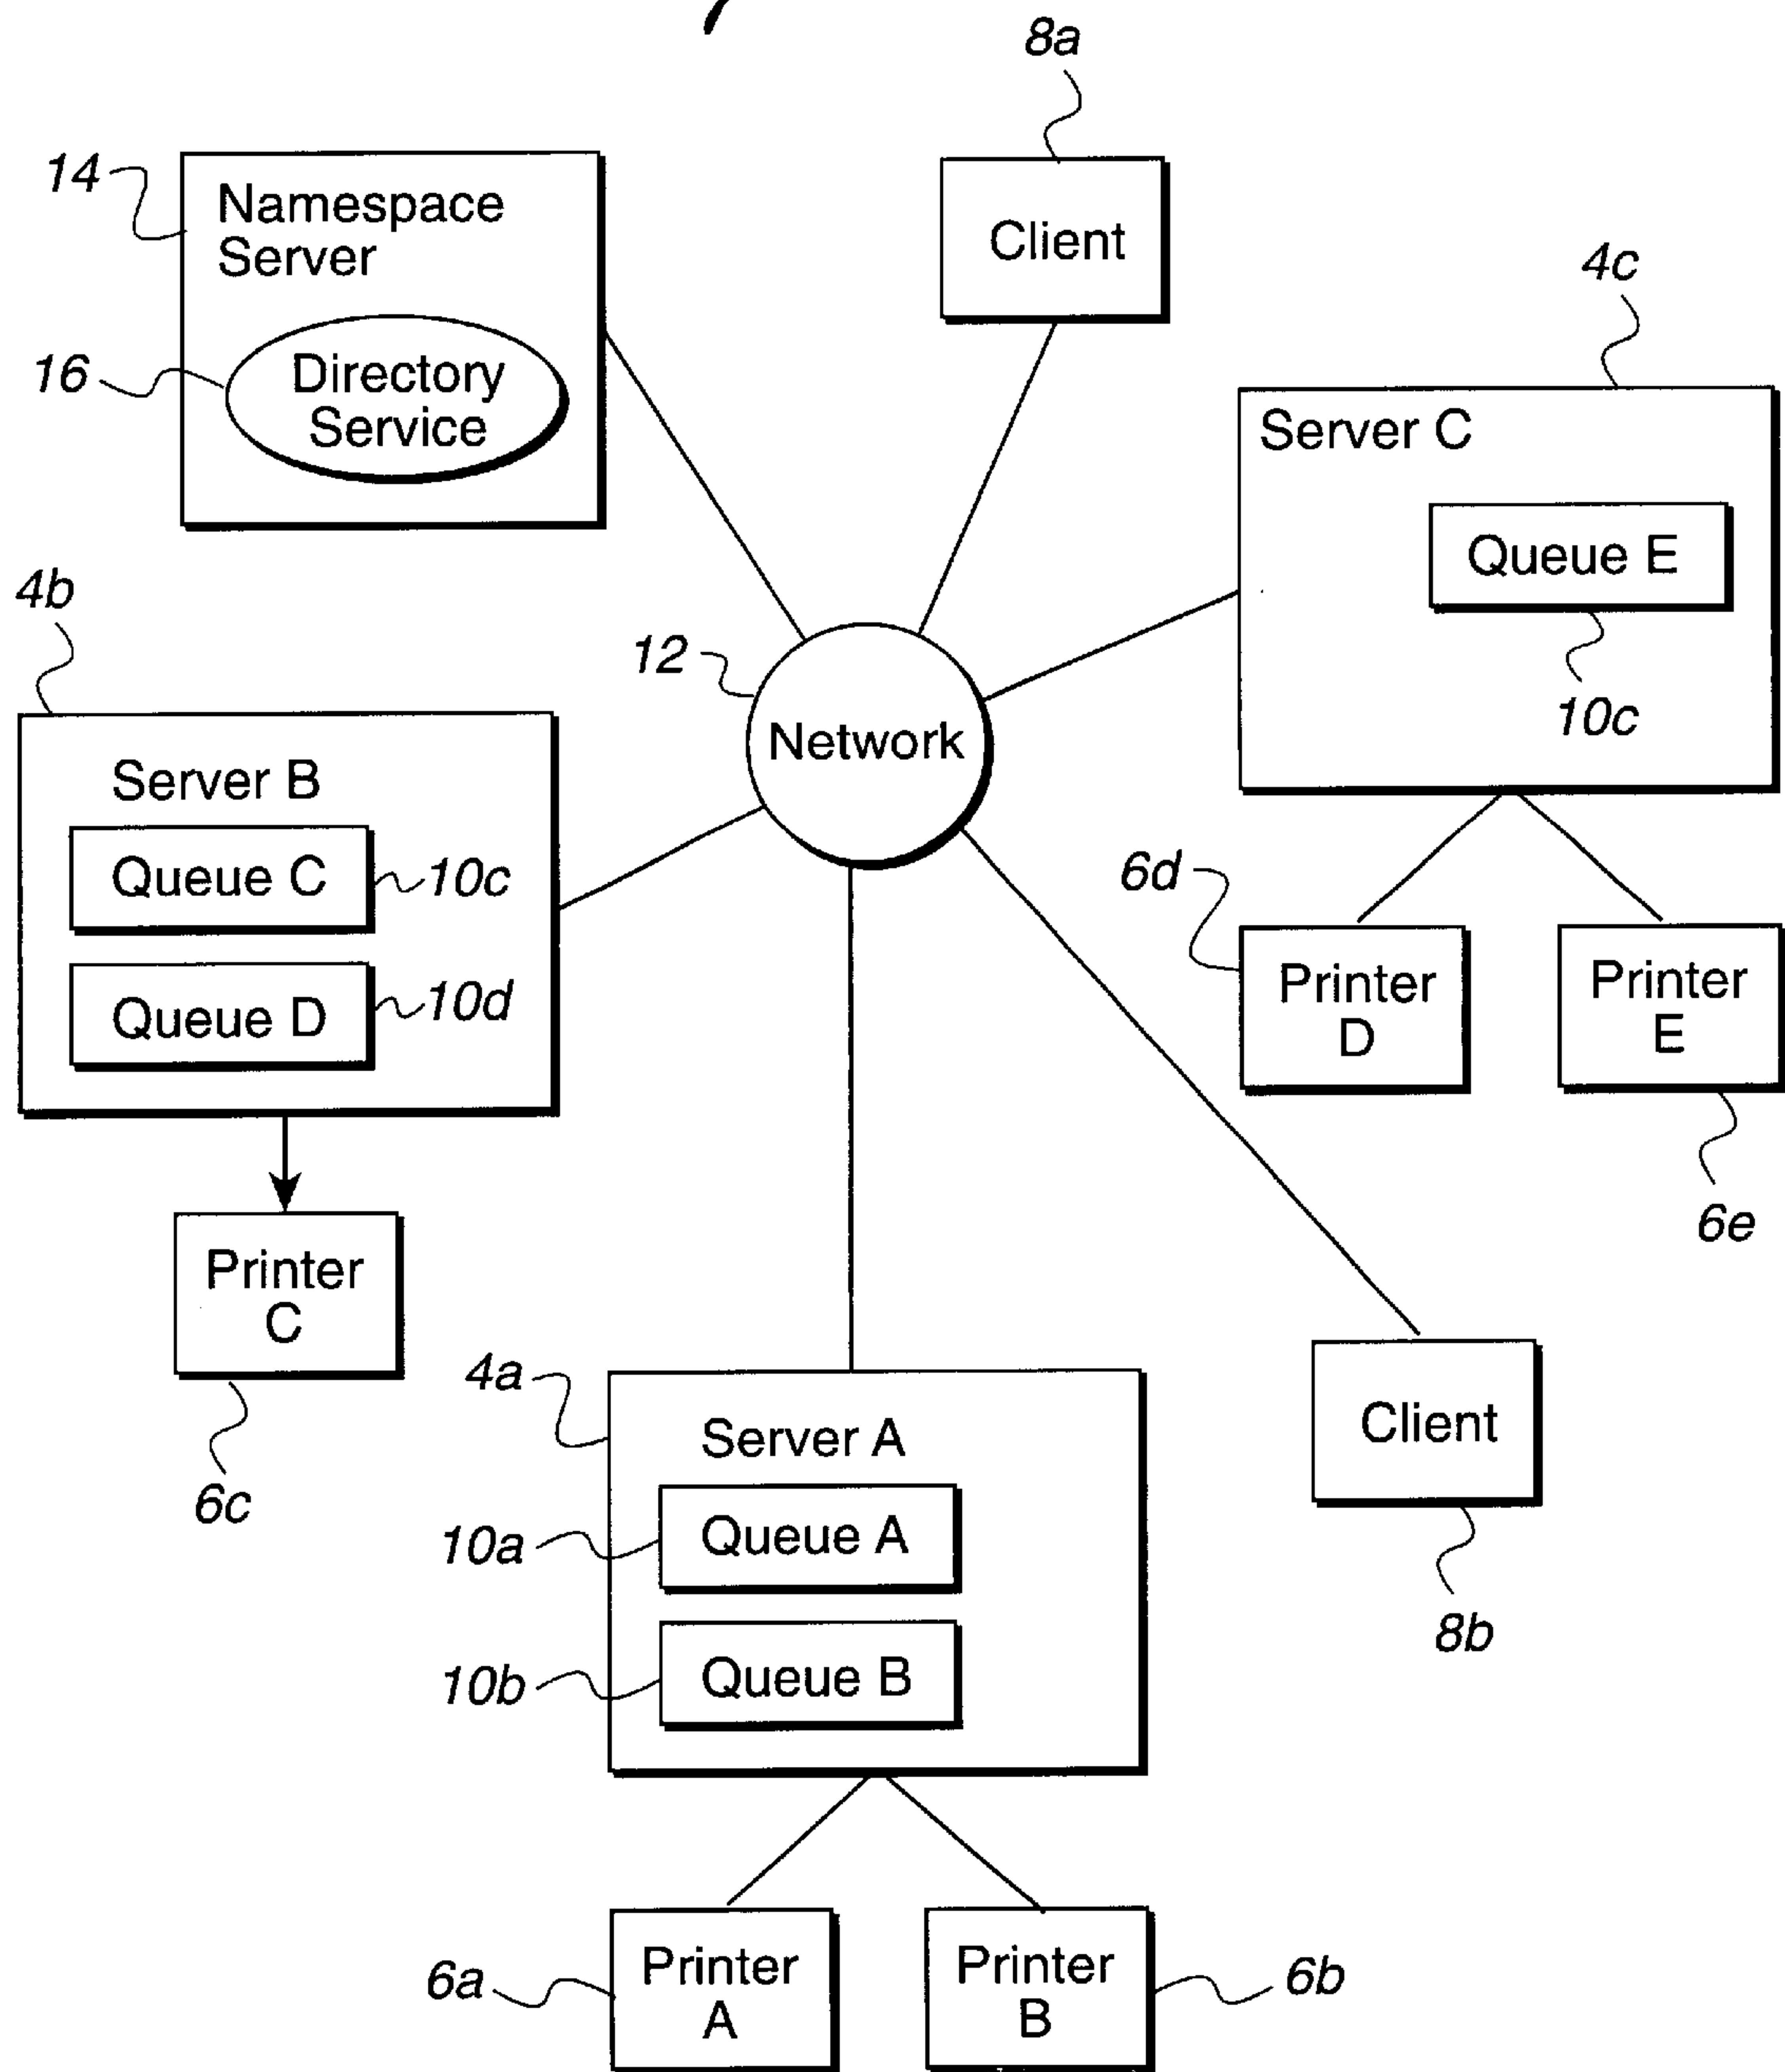 8a
14
Namespace
Server
Client
4c
16
Directory
Service
Server C
Queue E
10c
4b
12
Network
Server B
Queue C
10c
Queue D
10d
6d
Printer
D
Printer
E
6e
Printer
C
6c
4a
Server A
10a
Queue A
10b
Queue B
Client
8b
6a
Printer
A
Printer
B
6b